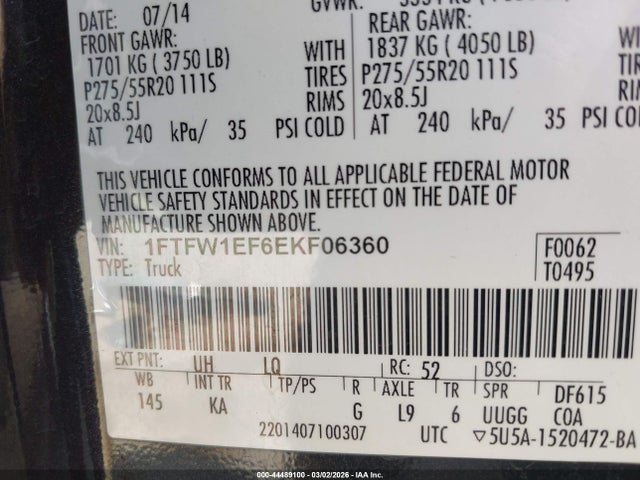 DATE: 07/14 GVWR:
FRONT GAWR: REAR GAWR:
1701 KG ( 3750 LB) WITH 1837 KG ( 4050 LB) WITH
P275/55R20 111S TIRES P275/55R20 111S
20x8.5J RIMS 20x8.5J
AT 240 kPa/ 35 PSI COLD AT 240 kPa/ 35 PSI
THIS VEHICLE CONFORMS TO ALL APPLICABLE FEDERAL MOTOR
VEHICLE SAFETY STANDARDS IN EFFECT ON THE DATE OF
MANUFACTURE SHOWN ABOVE.
VIN: 1FTFW1EF6EKF06360 F0062
TYPE: Truck T0495
EXT PNT: UH LQ RC: 52 DSO:
WB INT TR TP/PS R AXLE TR SPR DF615
145 KA G L9 6 UUGG COA
2201407100307 UTC ▽5U5A-1520472-BA
000-44489100 - 03/02/2026 - IAA Inc.